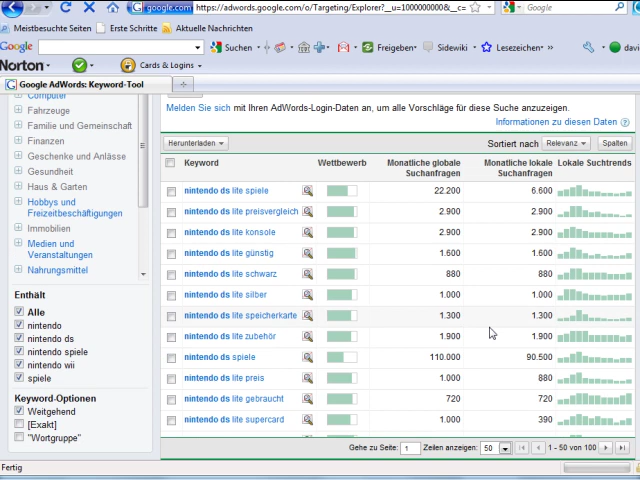 google.com https://adwords.google.com/o/Targeting/Explorer?__u=1000000000&__c=
Google
Meistbesuchte Seiten Erste Schritte Aktuelle Nachrichten
Google Suchen Freigeben Sidewiki Lesezeichen davi
Norton Cards & Logins
Google AdWords: Keyword-Tool
Computer
Fahrzeuge
Familie und Gemeinschaft
Finanzen
Geschenke und Anlässe
Gesundheit
Haus & Garten
Hobbys und
Freizeitbeschäftigungen
Immobilien
Medien und
Veranstaltungen
Nahrungsmittel
Enthält
Alle
nintendo
nintendo ds
nintendo spiele
nintendo wii
spiele
Keyword-Optionen
Weitgehend
[Exakt]
"Wortgruppe"
Melden Sie sich mit Ihren AdWords-Login-Daten an, um alle Vorschläge für diese Suche anzuzeigen.
Informationen zu diesen Daten ?
Herunterladen Sortiert nach Relevanz Spalten
Keyword Wettbewerb Monatliche globale Suchanfragen Monatliche lokale Suchanfragen Lokale Suchtrends
nintendo ds lite spiele 22.200 6.600
nintendo ds lite preisvergleich 2.900 2.900
nintendo ds lite konsole 2.900 2.900
nintendo ds lite günstig 1.600 1.600
nintendo ds lite schwarz 880 880
nintendo ds lite silber 1.000 1.000
nintendo ds lite speicherkarte 1.300 1.300
nintendo ds lite zubehör 1.900 1.900
nintendo ds spiele 110.000 90.500
nintendo ds lite preis 1.000 880
nintendo ds lite gebraucht 720 720
nintendo ds lite supercard 1.000 390
Gehe zu Seite: 1 Zeilen anzeigen: 50 1 - 50 von 100
Fertig